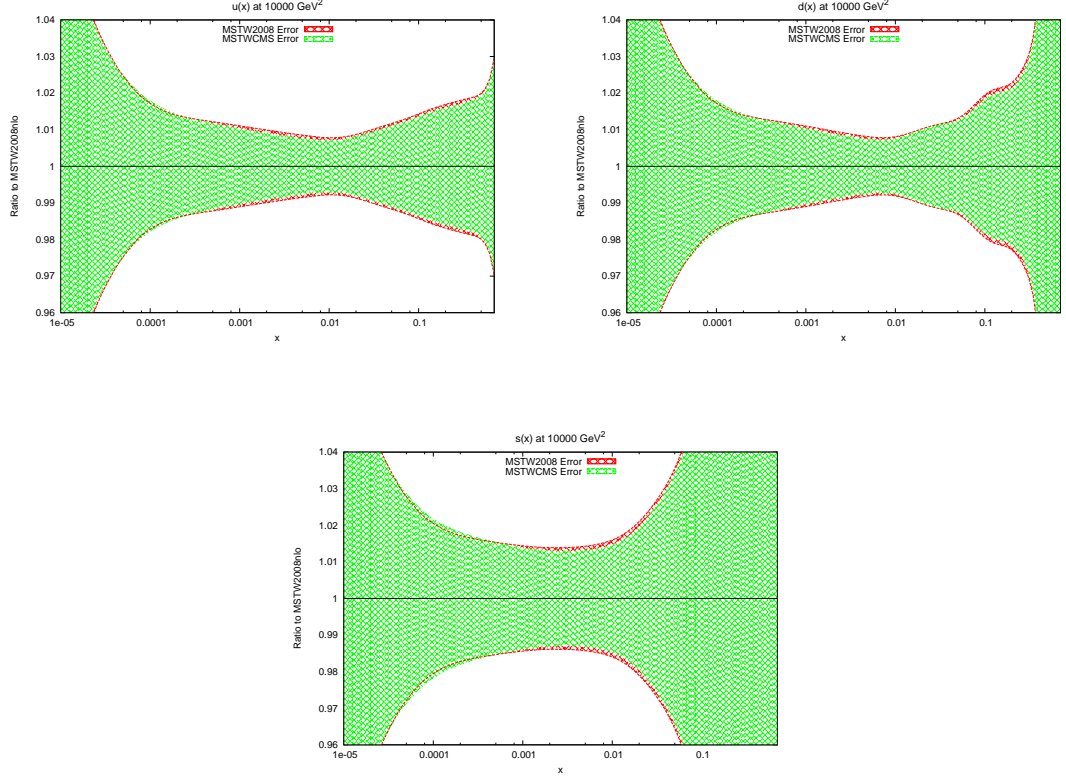 u(x) at 10000 GeV²
MSTW2008 Error
MSTWCMS Error
Ratio to MSTW2008nlo
1.04
1.03
1.02
1.01
1
0.99
0.98
0.97
0.96
1e-05 0.0001 0.001 0.01 0.1
x
d(x) at 10000 GeV²
MSTW2008 Error
MSTWCMS Error
Ratio to MSTW2008nlo
1.04
1.03
1.02
1.01
1
0.99
0.98
0.97
0.96
1e-05 0.0001 0.001 0.01 0.1
x
s(x) at 10000 GeV²
MSTW2008 Error
MSTWCMS Error
Ratio to MSTW2008nlo
1.04
1.03
1.02
1.01
1
0.99
0.98
0.97
0.96
1e-05 0.0001 0.001 0.01 0.1
x